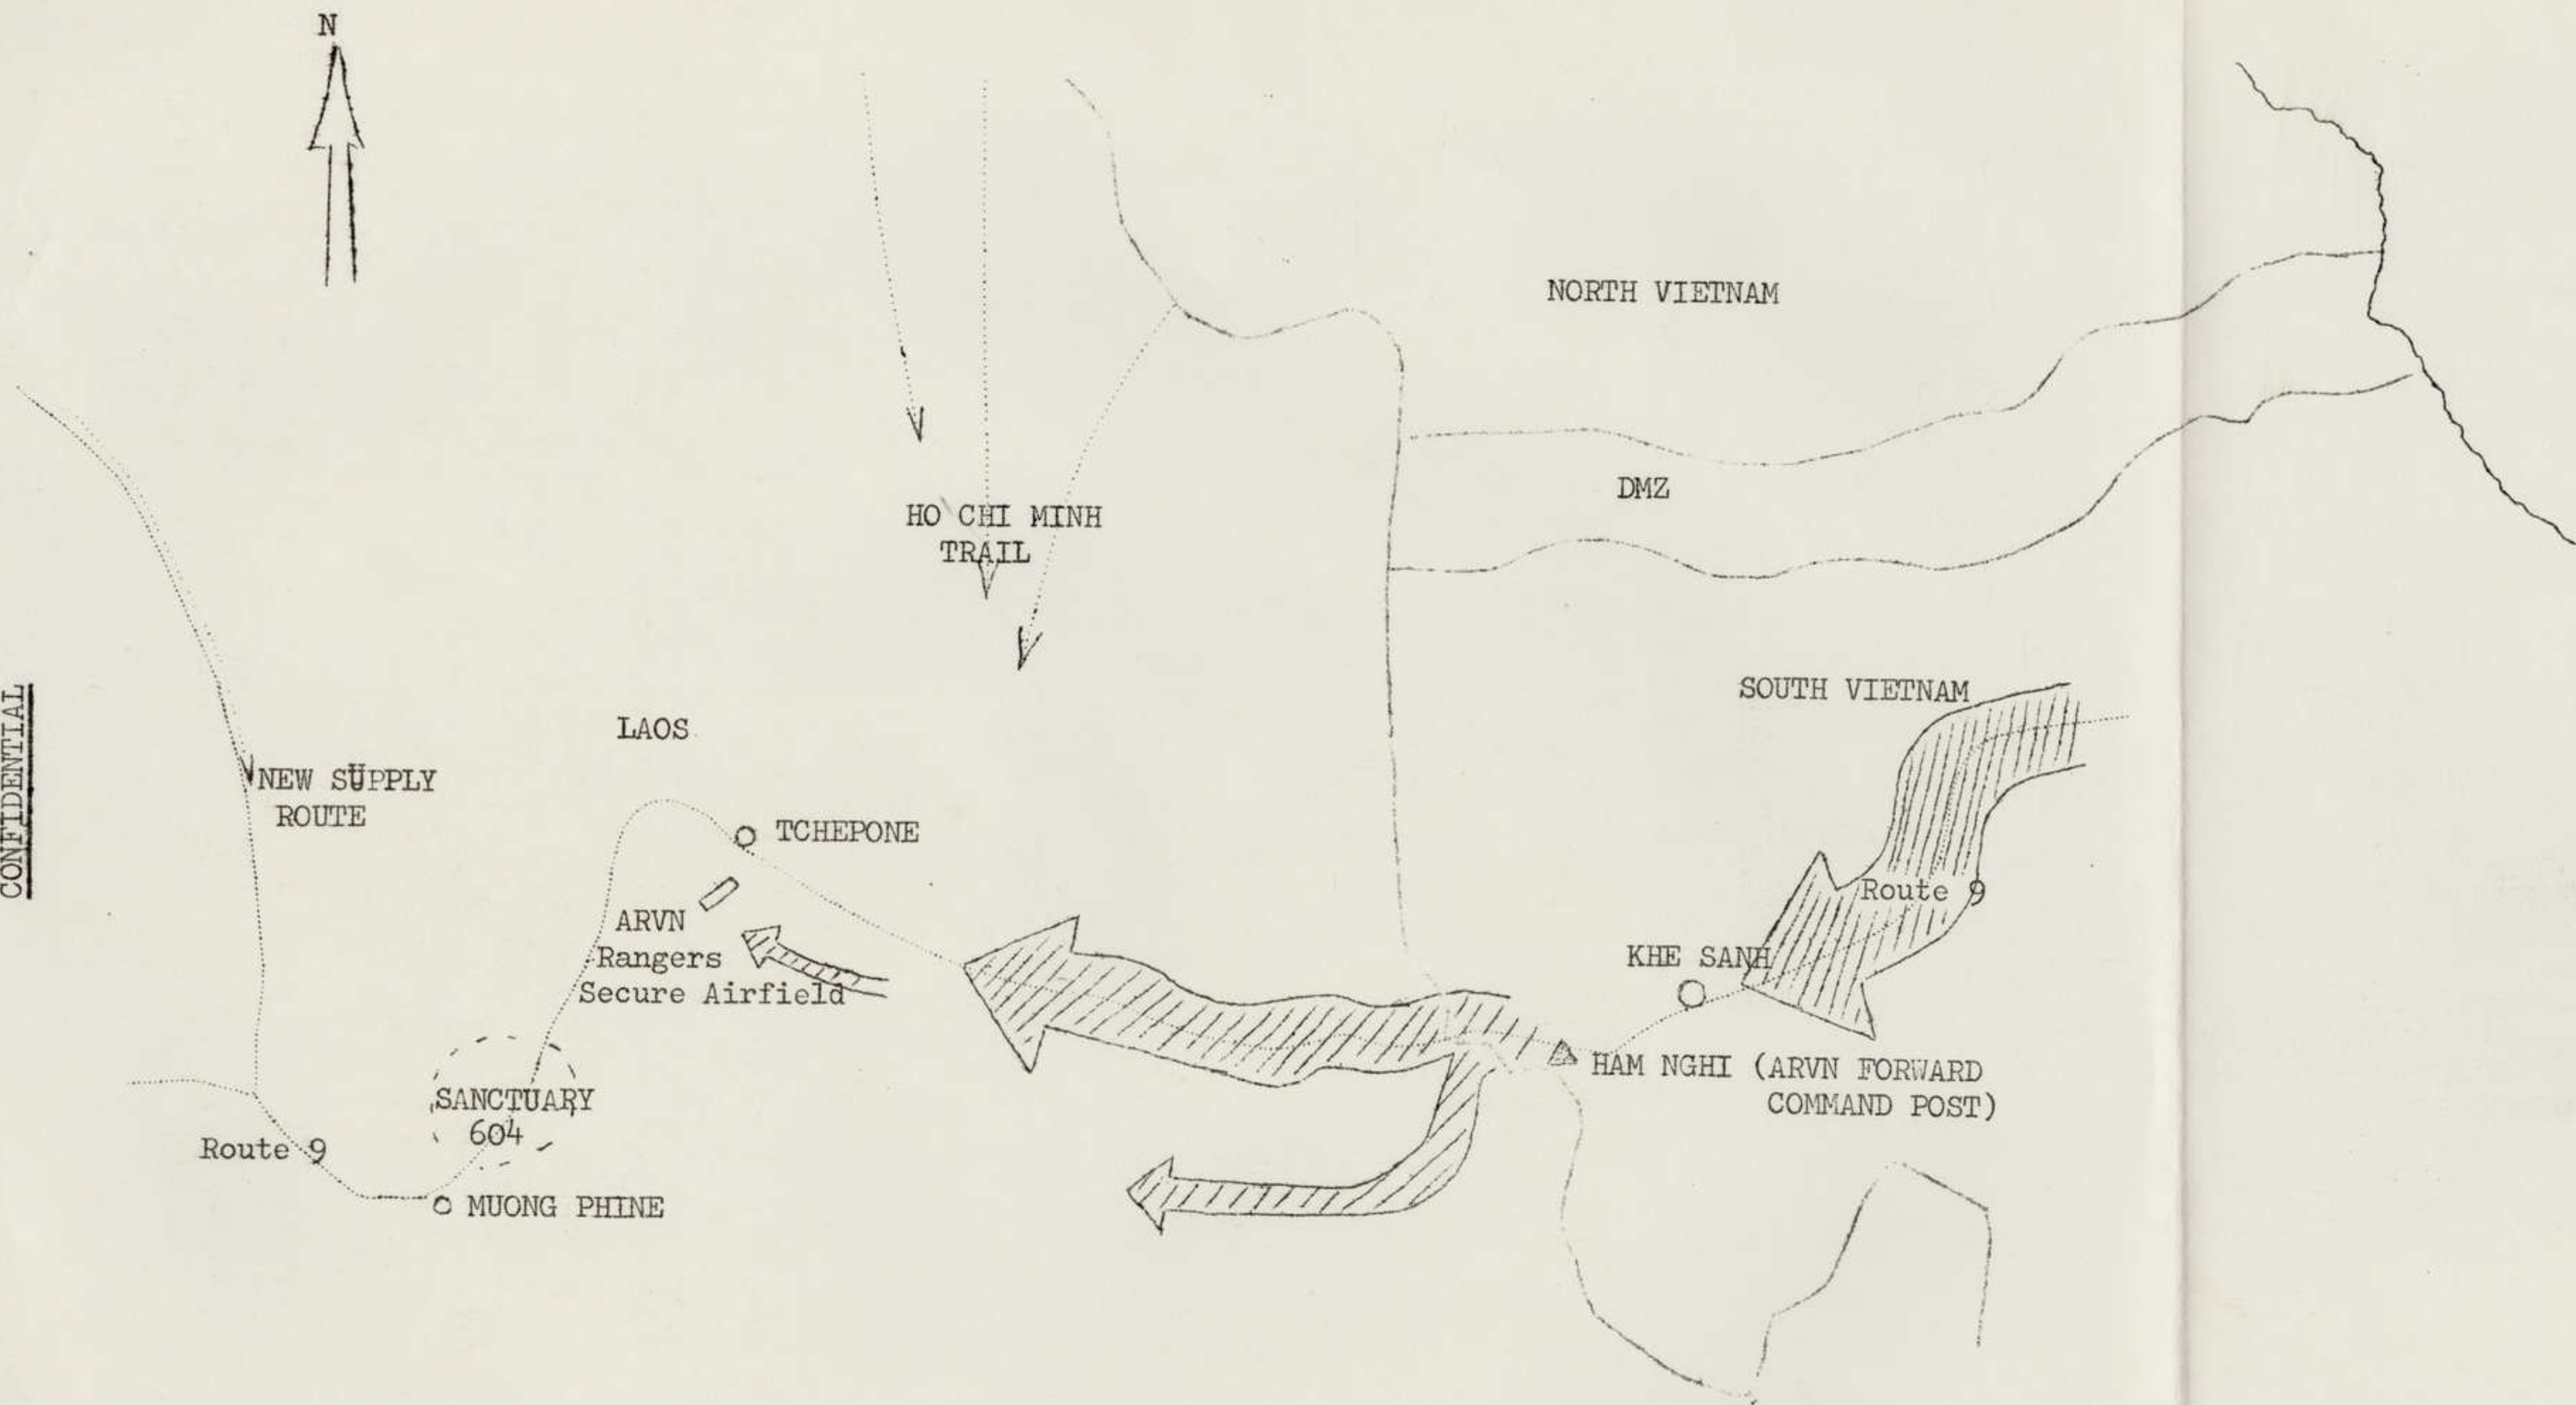 N
NORTH VIETNAM
DMZ
HO CHI MINH
TRAIL
SOUTH VIETNAM
CONFIDENTIAL
LAOS
NEW SUPPLY
ROUTE
TCHEPONE
Route 9
ARVN
Rangers
Secure Airfield
KHE SANH
HAM NGHI (ARVN FORWARD
COMMAND POST)
SANCTUARY
604
Route 9
MUONG PHINE